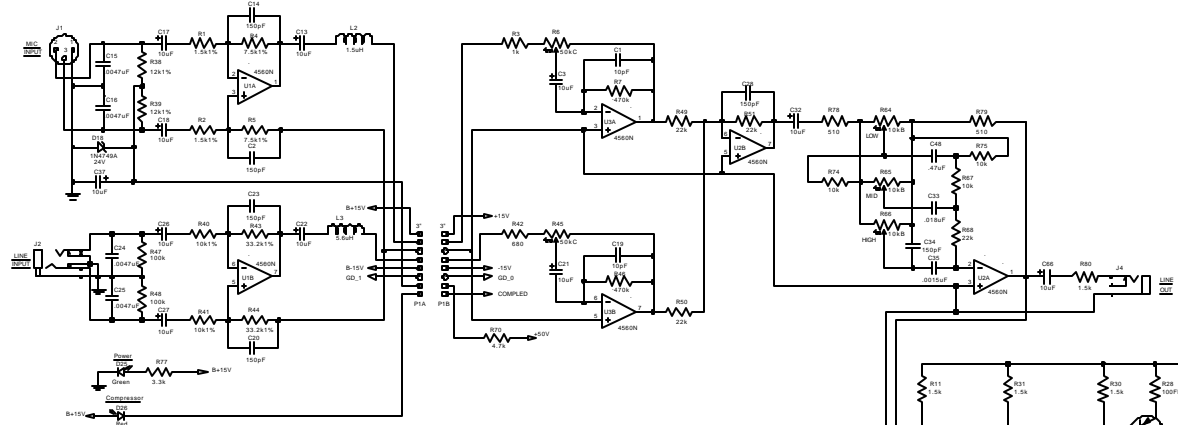 J1
MIC
INPUT
C15
.0047uF
C16
.0047uF
R38
12k1%
R39
12k1%
C17
10uF
R1
1.5k1%
C14
150pF
R4
7.5k1%
4560N
U1A
C13
10uF
L2
1.5uH
C18
10uF
R2
1.5k1%
R5
7.5k1%
C2
150pF
D18
1N4749A
24V
C37
10uF
J2
LINE
INPUT
C24
.0047uF
C25
.0047uF
R47
100k
R48
100k
C26
10uF
R40
10k1%
C23
150pF
R43
33.2k1%
4560N
U1B
C22
10uF
L3
5.6uH
C27
10uF
R41
10k1%
R44
33.2k1%
C20
150pF
Power
D25
Green
R77
3.3k
B+15V
Compressor
D26
Red
B+15V
B+15V
B-15V
GD_1
3"
P1A
3"
P1B
+15V
-15V
GD_0
COMPLED
R70
4.7k
+50V
R3
1k
R6
50kC
C3
10uF
C1
10pF
R7
470k
U3A
4560N
R42
680
R45
50kC
C21
10uF
C19
10pF
R46
470k
U3B
4560N
R49
22k
R50
22k
C28
150pF
R51
22k
U2B
4560N
C32
10uF
R78
510
R64
10kB
LOW
R79
510
R74
10k
R65
10kB
MID
R66
10kB
HIGH
C48
.47uF
R75
10k
R67
10k
C33
.018uF
R68
22k
C34
150pF
C35
.0015uF
U2A
4560N
C66
10uF
R80
1.5k
J4
LINE
OUT
R11
1.5k
R31
1.5k
R30
1.5k
R28